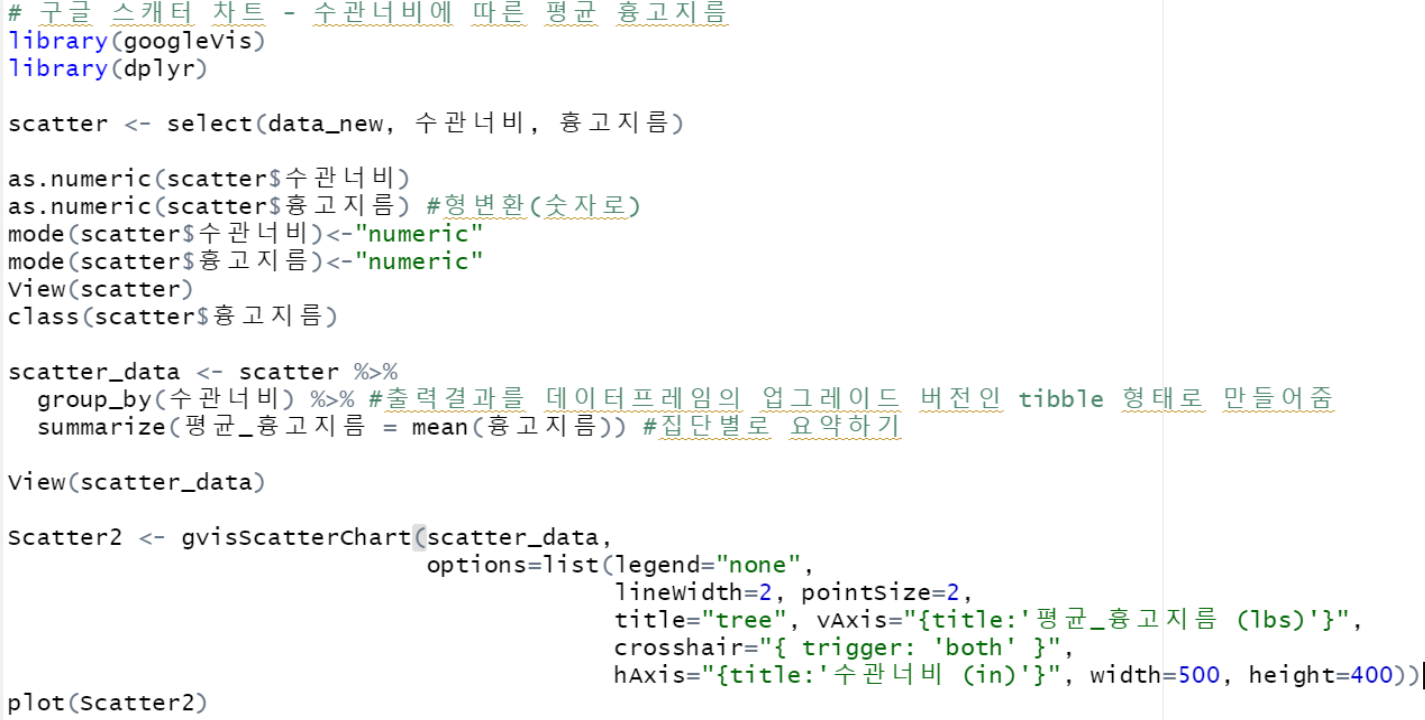 # 구글 스캐터 차트 - 수관너비에 따른 평균 흉고지름
library(googleVis)
library(dplyr)
scatter <- select(data_new, 수관너비, 흉고지름)
as.numeric(scatter$수관너비)
as.numeric(scatter$흉고지름) #형변환(숫자로)
mode(scatter$수관너비)<-"numeric"
mode(scatter$흉고지름)<-"numeric"
View(scatter)
class(scatter$흉고지름)
scatter_data <- scatter %>%
  group_by(수관너비) %>% #출력결과를 데이터프레임의 업그레이드 버전인 tibble 형태로 만들어줌
  summarize(평균_흉고지름 = mean(흉고지름)) #집단별로 요약하기
View(scatter_data)
Scatter2 <- gvisScatterChart(scatter_data,
                             options=list(legend="none",
                                          lineWidth=2, pointSize=2,
                                          title="tree", vAxis="{title:'평균_흉고지름 (lbs)'}",
                                          crosshair="{ trigger: 'both' }",
                                          hAxis="{title:'수관너비 (in)'}", width=500, height=400))
plot(Scatter2)